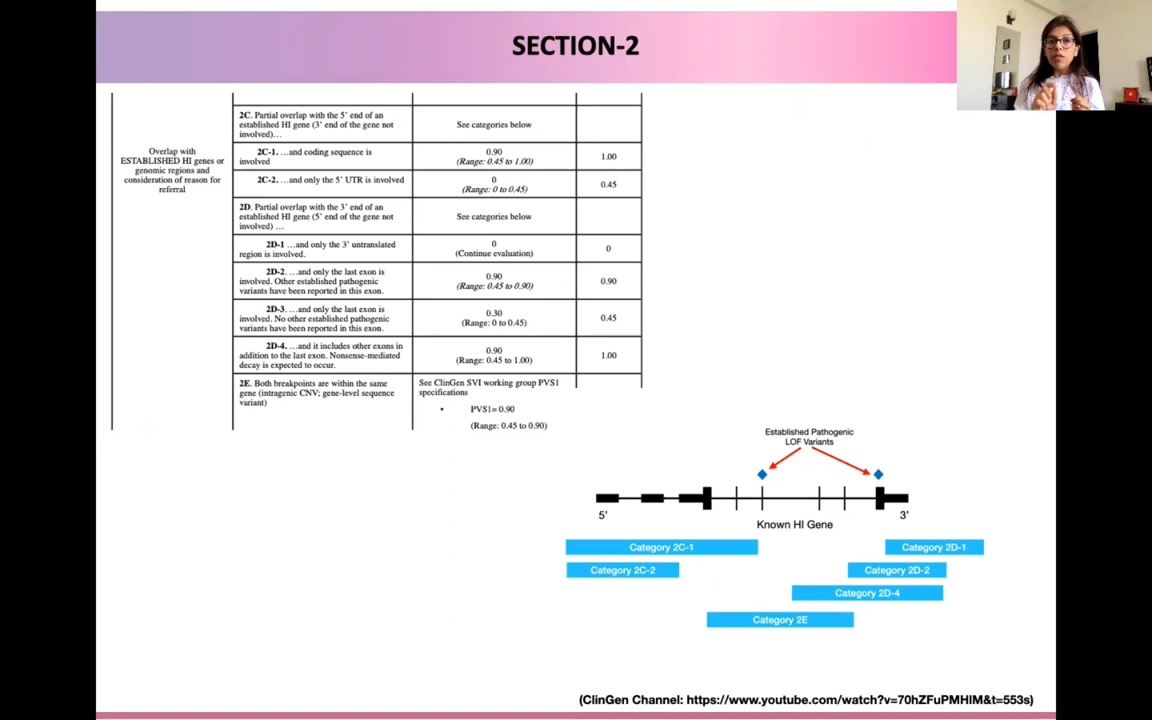 SECTION-2
Overlap with
ESTABLISHED HI genes or
genomic regions and
consideration of reason for
referral
2C. Partial overlap with the 5' end of an
established HI gene (3' end of the gene not
involved)…
See categories below
2C-1. …and coding sequence is
involved
0.90
(Range: 0.45 to 1.00)
1.00
2C-2. …and only the 5' UTR is involved
0
(Range: 0 to 0.45)
0.45
2D. Partial overlap with the 3' end of an
established HI gene (5' end of the gene not
involved) …
See categories below
2D-1 …and only the 3' untranslated
region is involved.
0
(Continue evaluation)
0
2D-2. …and only the last exon is
involved. Other established pathogenic
variants have been reported in this exon.
0.90
(Range: 0.45 to 0.90)
0.90
2D-3. …and only the last exon is
involved. No other established pathogenic
variants have been reported in this exon.
0.30
(Range: 0 to 0.45)
0.45
2D-4. …and it includes other exons in
addition to the last exon. Nonsense-mediated
decay is expected to occur.
0.90
(Range: 0.45 to 1.00)
1.00
2E. Both breakpoints are within the same
gene (intragenic CNV; gene-level sequence
variant)
See ClinGen SVI working group PVS1
specifications
• PVS1= 0.90
(Range: 0.45 to 0.90)
Established Pathogenic
LOF Variants
5'
3'
Known HI Gene
Category 2C-1
Category 2D-1
Category 2C-2
Category 2D-2
Category 2D-4
Category 2E
(ClinGen Channel: https://www.youtube.com/watch?v=70hZFuPMHlM&t=553s)